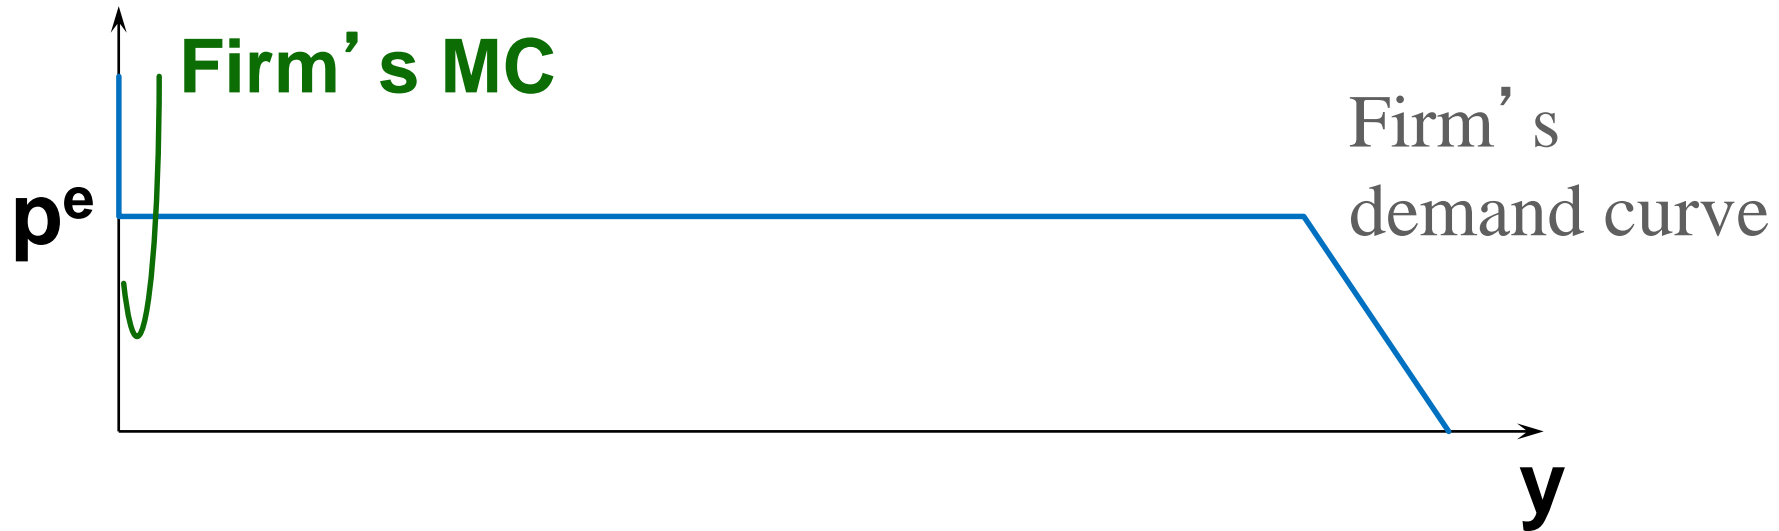 Firm’s MC
Firm’s
demand curve
pe
y